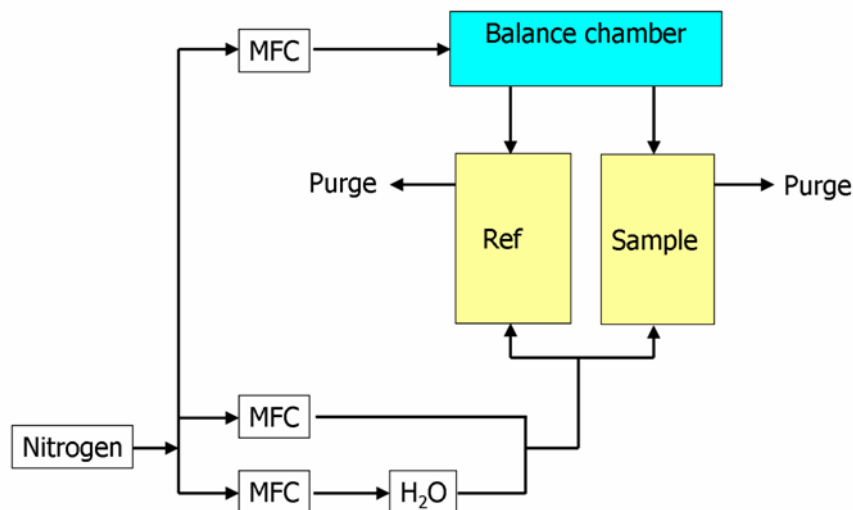 MFC
Balance chamber
Purge
Purge
Ref
Sample
MFC
Nitrogen
MFC
H₂O